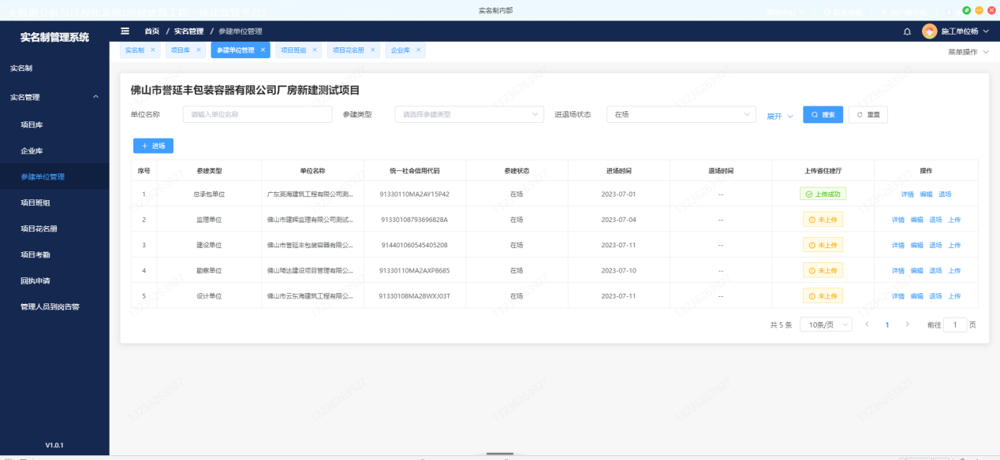 实名制内部
实名制管理系统
首页 / 实名管理 / 参建单位管理
施工单位杨
实名制 × 项目库 × 参建单位管理 × 项目班组 × 项目花名册 × 企业库 ×
菜单操作
实名制
实名管理
项目库
企业库
参建单位管理
项目班组
项目花名册
项目考勤
回执申请
管理人员到岗告警
V1.0.1
佛山市誉延丰包装容器有限公司厂房新建测试项目
单位名称 请输入单位名称 参建类型 请选择参建类型 进退场状态 在场 展开 搜索 重置
+ 进场
序号 参建类型 单位名称 统一社会信用代码 参建状态 进场时间 退场时间 上传省住建厅 操作
1 总承包单位 广东英海建筑工程有限公司测... 91330110MA2AY15P42 在场 2023-07-01 -- 上传成功 详情 编辑 退场
2 监理单位 佛山市建辉监理有限公司测试... 91330108793696828A 在场 2023-07-04 -- 未上传 详情 编辑 退场 上传
3 建设单位 佛山市誉延丰包装容器有限公... 914401060545405208 在场 2023-07-11 -- 未上传 详情 编辑 退场 上传
4 勘察单位 佛山琦达建设项目管理有限公... 91330110MA2AXP8685 在场 2023-07-10 -- 未上传 详情 编辑 退场 上传
5 设计单位 佛山市云东海建筑工程有限公... 91330108MA28WXJ03T 在场 2023-07-11 -- 未上传 详情 编辑 退场 上传
共 5 条 10条/页 1 前往 1 页
13236263927